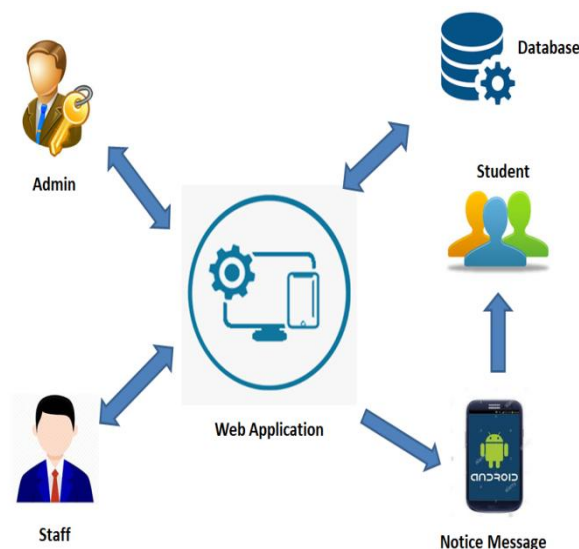 Database
Student
Admin
Web Application
ANDROID
Staff
Notice Message